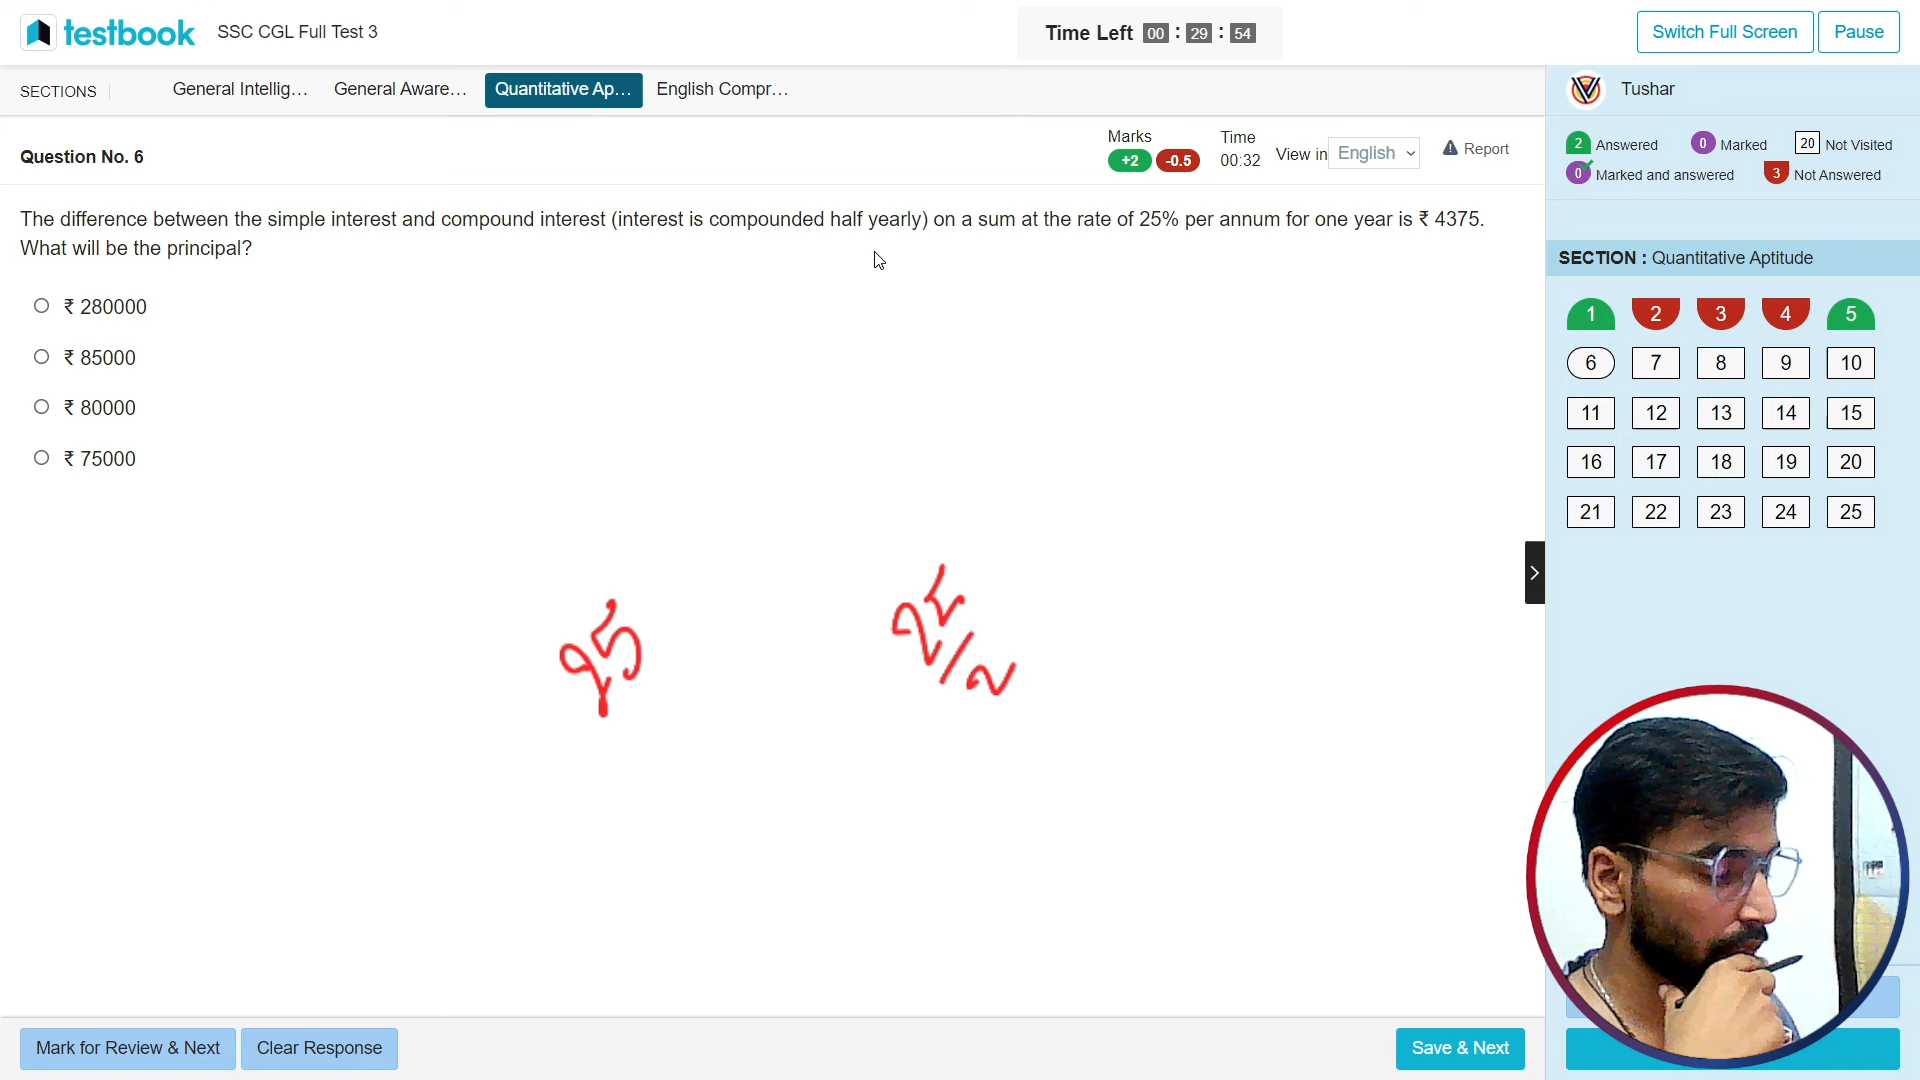 testbook SSC CGL Full Test 3 Time Left 00 : 29 : 54 Switch Full Screen Pause
SECTIONS General Intellig... General Aware... Quantitative Ap... English Compr...
Tushar
Question No. 6
Marks
+2 -0.5
Time
00:32
View in English
Report
2 Answered 0 Marked 20 Not Visited
0 Marked and answered 3 Not Answered
The difference between the simple interest and compound interest (interest is compounded half yearly) on a sum at the rate of 25% per annum for one year is ₹ 4375.
What will be the principal?
₹ 280000
₹ 85000
₹ 80000
₹ 75000
SECTION : Quantitative Aptitude
1 2 3 4 5
6 7 8 9 10
11 12 13 14 15
16 17 18 19 20
21 22 23 24 25
25
25/2
Mark for Review & Next Clear Response Save & Next